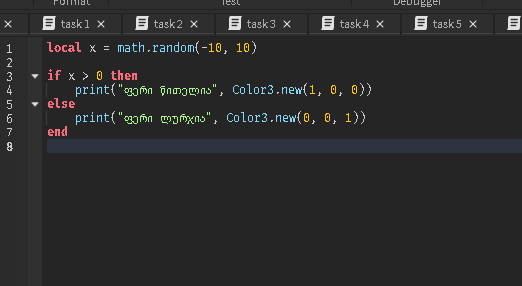 Format Test Debugger
task1 task2 task3 task4 task5
1 local x = math.random(-10, 10)
2
3 if x > 0 then
4 print("ფერი წითელია", Color3.new(1, 0, 0))
5 else
6 print("ფერი ლურჯია", Color3.new(0, 0, 1))
7 end
8